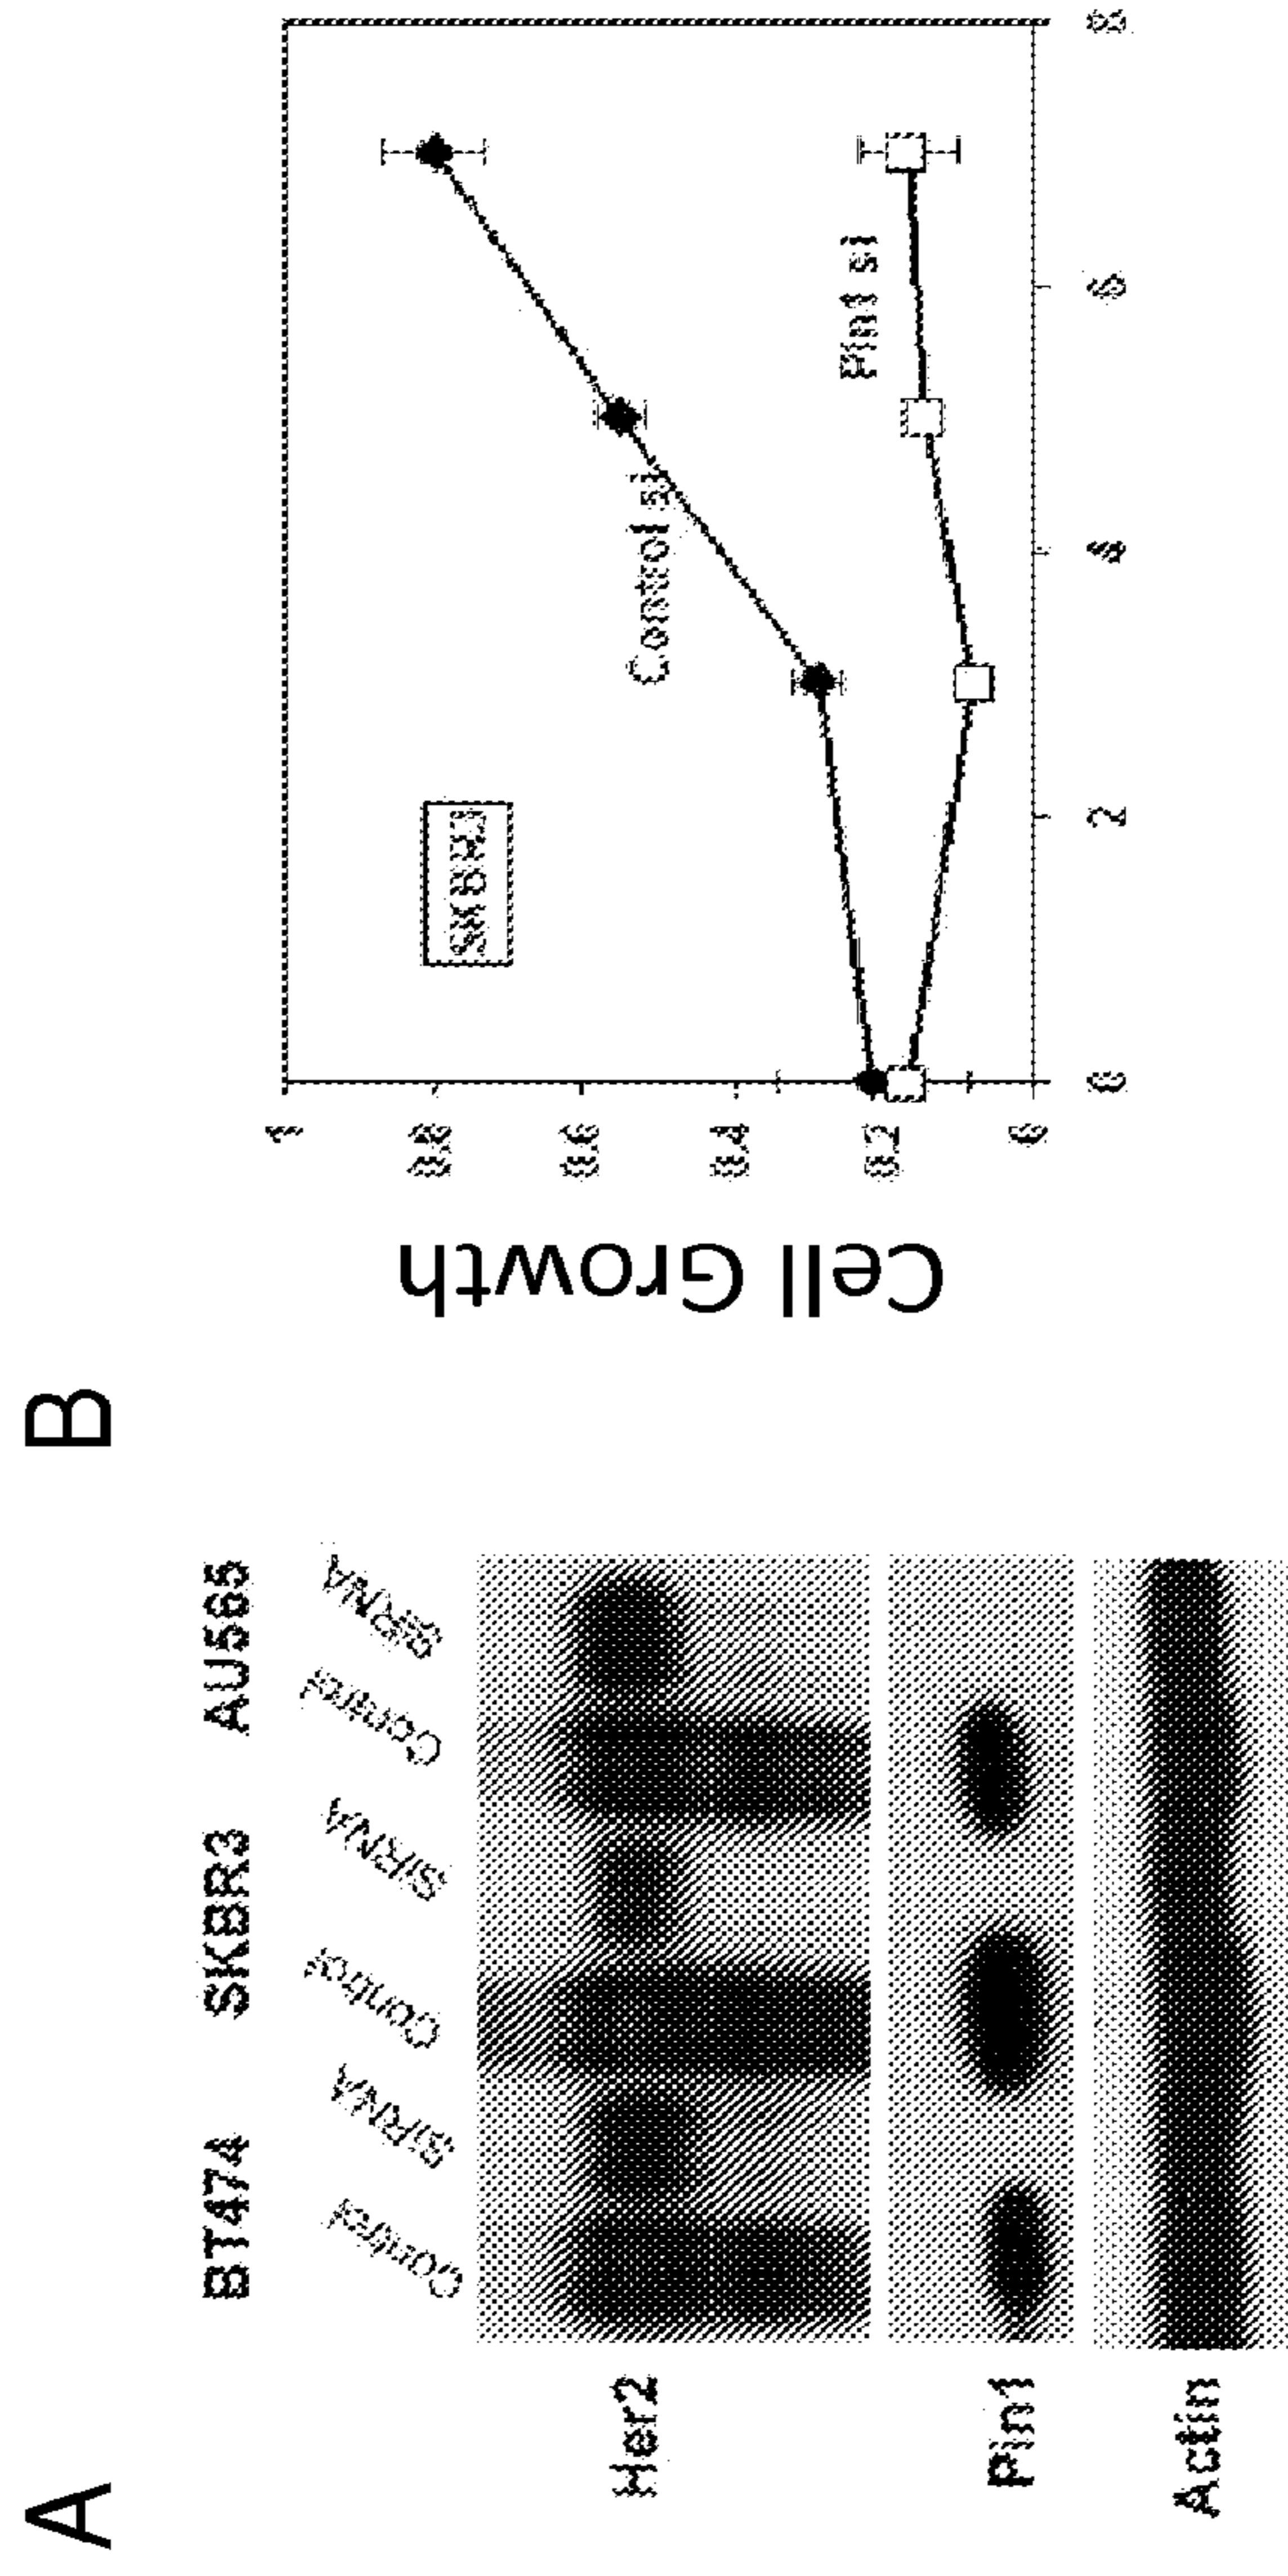 A
BT474 SKBR3 AU565
Control siRNA Control siRNA Control siRNA
Her2
Pin1
Actin
B
Cell Growth
1
0.8
0.6
0.4
0.2
0
SKBR3
Control si
Pin1 si
0 2 4 6 8